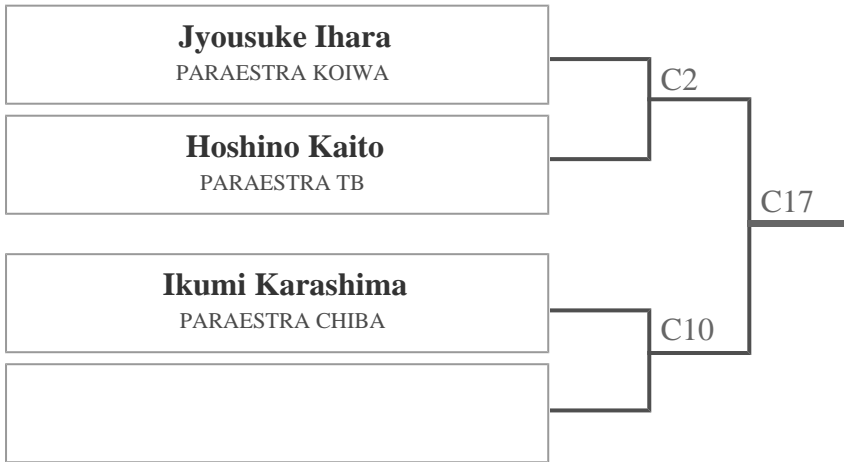 Jyousuke Ihara
PARAESTRA KOIWA
C2
Hoshino Kaito
PARAESTRA TB
C17
Ikumi Karashima
PARAESTRA CHIBA
C10